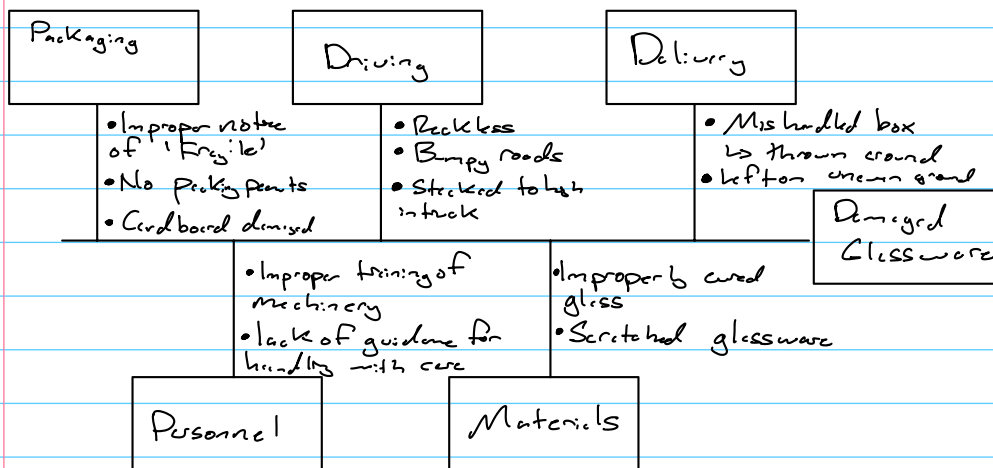 Packaging
Driving
Delivery
• Improper notice
of 'Fragile'
• No packing peanuts
• Cardboard damaged
• Reckless
• Bumpy roads
• Stacked to high
in truck
• Mishandled box
↳ thrown around
• Left on uneven ground
Damaged
Glassware
• Improper training of
machinery
• lack of guidance for
handling with care
• Improperly cured
glass
• Scratched glassware
Personnel
Materials